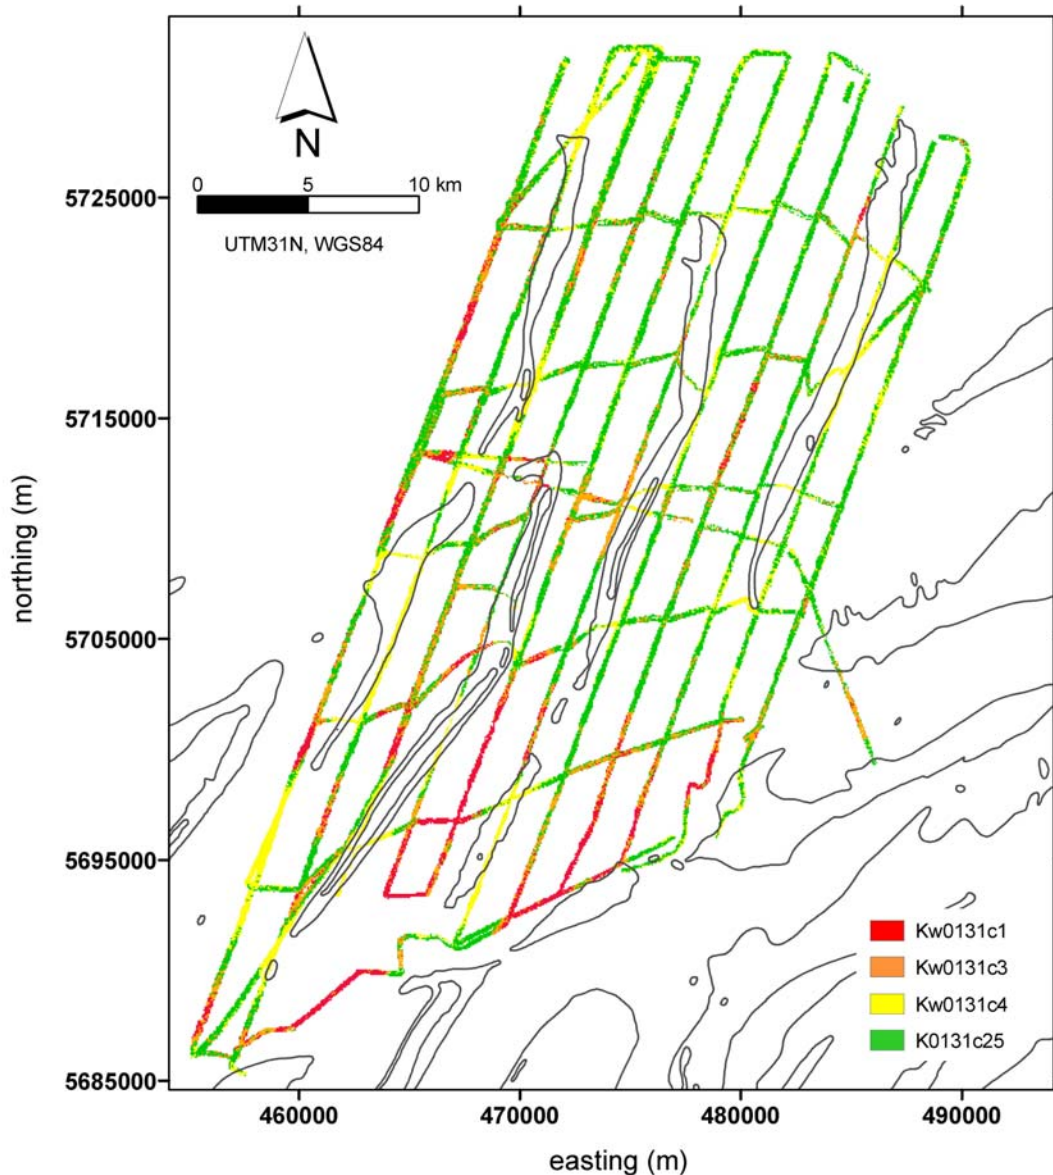 N
0 5 10 km
UTM31N, WGS84
5725000
5715000
5705000
5695000
5685000
northing (m)
Kw0131c1
Kw0131c3
Kw0131c4
K0131c25
460000 470000 480000 490000
easting (m)